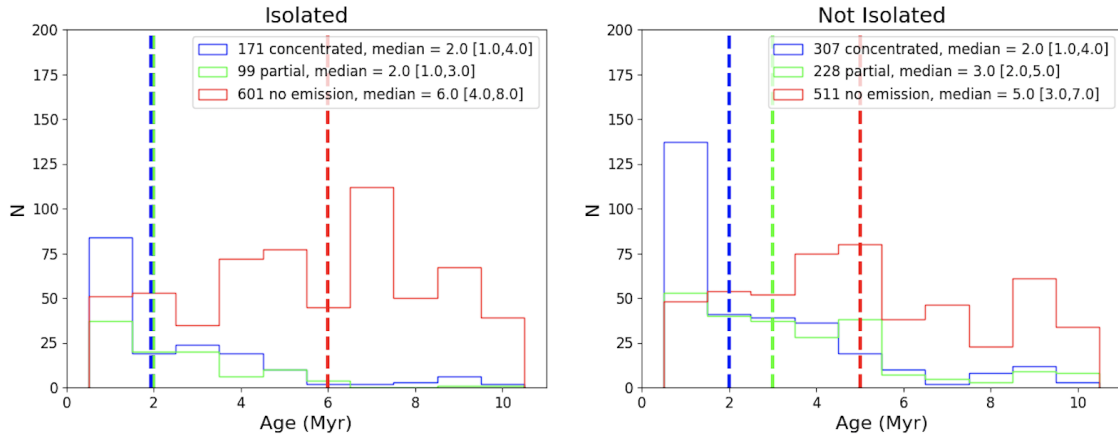 Isolated
200
175
150
125
100
75
50
25
0
N
171 concentrated, median = 2.0 [1.0,4.0]
99 partial, median = 2.0 [1.0,3.0]
601 no emission, median = 6.0 [4.0,8.0]
0 2 4 6 8 10
Age (Myr)
Not Isolated
200
175
150
125
100
75
50
25
0
N
307 concentrated, median = 2.0 [1.0,4.0]
228 partial, median = 3.0 [2.0,5.0]
511 no emission, median = 5.0 [3.0,7.0]
0 2 4 6 8 10
Age (Myr)